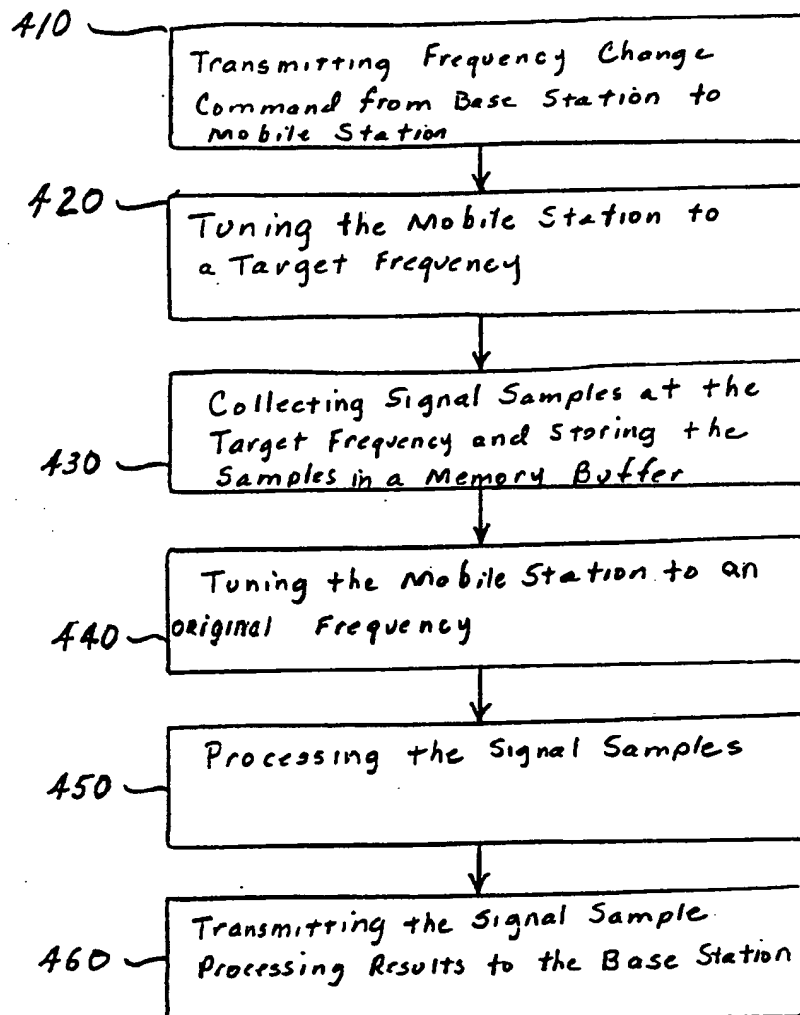 410
Transmitting Frequency Change
Command from Base Station to
Mobile Station
420
Tuning the Mobile Station to
a Target Frequency
Collecting Signal Samples at the
Target Frequency and Storing the
430
Samples in a Memory Buffer
Tuning the Mobile Station to an
440
original Frequency
Processing the Signal Samples
450
Transmitting the Signal Sample
460
Processing Results to the Base Station